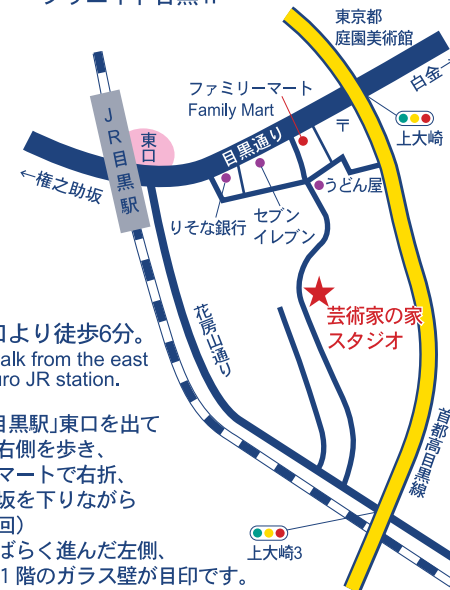 東京都
庭園美術館
白金→
ファミリーマート
Family Mart
〒
上大崎
JR目黒駅
東口
目黒通り
←権之助坂
りそな銀行
セブン
イレブン
うどん屋
芸術家の家
スタジオ
花房山通り
首都高目黒線
上大崎3
口より徒歩6分。
alk from the east
uro JR station.
目黒駅」東口を出て
右側を歩き、
マートで右折、
坂を下りながら
回)
ばらく進んだ左側、
1階のガラス壁が目印です。